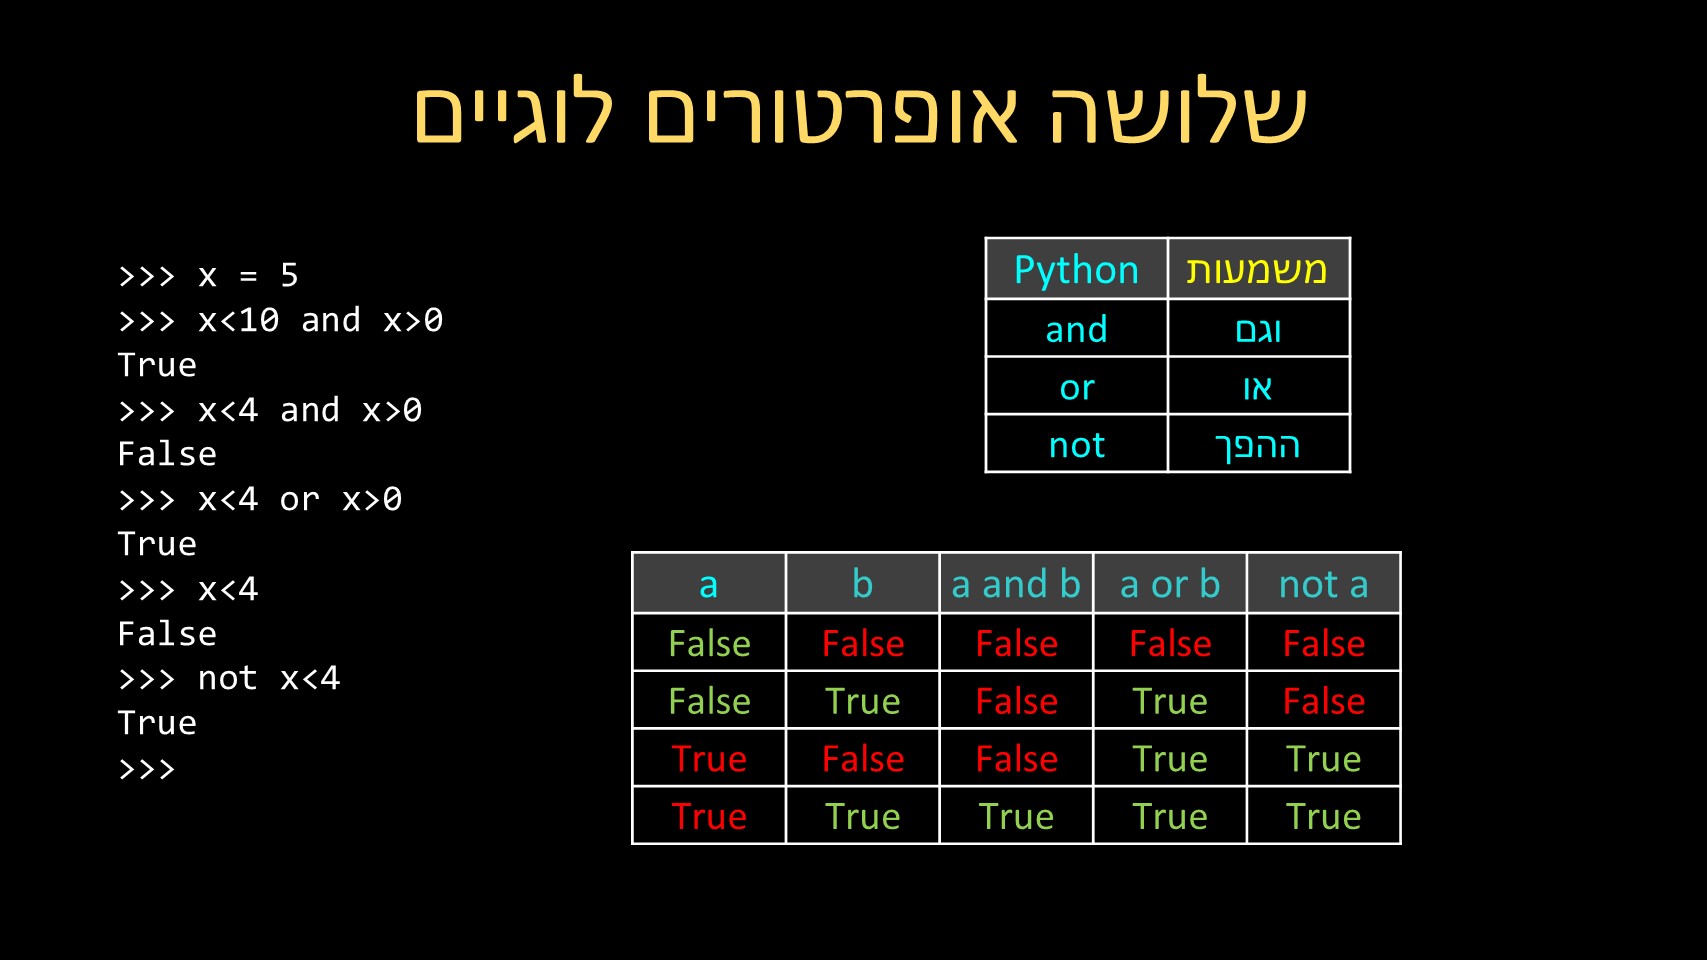 שלושה אופרטורים לוגיים
>>> x = 5
>>> x<10 and x>0
True
>>> x<4 and x>0
False
>>> x<4 or x>0
True
>>> x<4
False
>>> not x<4
True
>>>
Python משמעות
and וגם
or או
not ההפך
a b a and b a or b not a
False False False False False
False True False True False
True False False True True
True True True True True